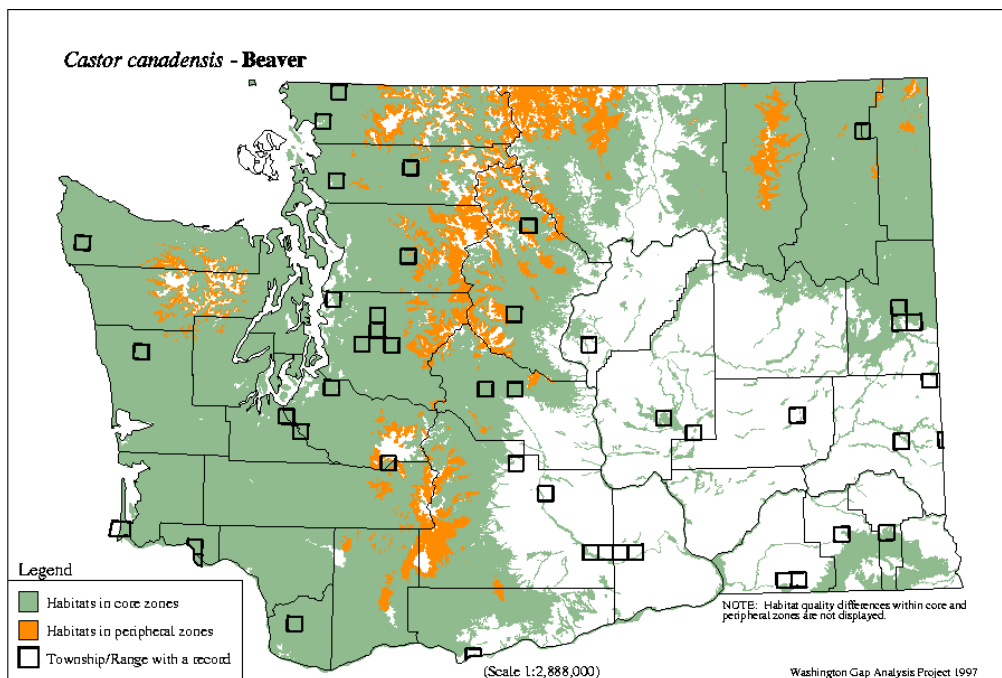 Castor canadensis - Beaver
Legend
Habitats in core zones
Habitats in peripheral zones
Township/Range with a record
NOTE: Habitat quality differences within core and
peripheral zones are not displayed.
(Scale 1:2,888,000)
Washington Gap Analysis Project 1997